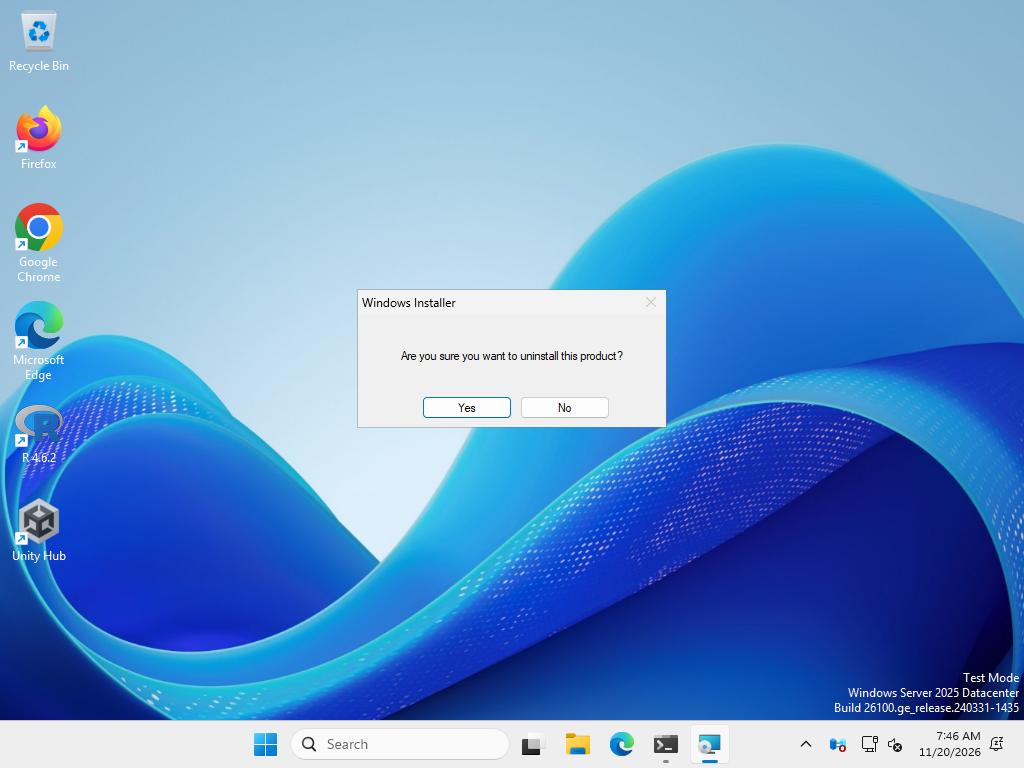 Recycle Bin
Firefox
Google
Chrome
Microsoft
Edge
R 4.6.2
Unity Hub
Windows Installer
Are you sure you want to uninstall this product?
Yes
No
Test Mode
Windows Server 2025 Datacenter
Build 26100.ge_release.240331-1435
Search
7:46 AM
11/20/2026